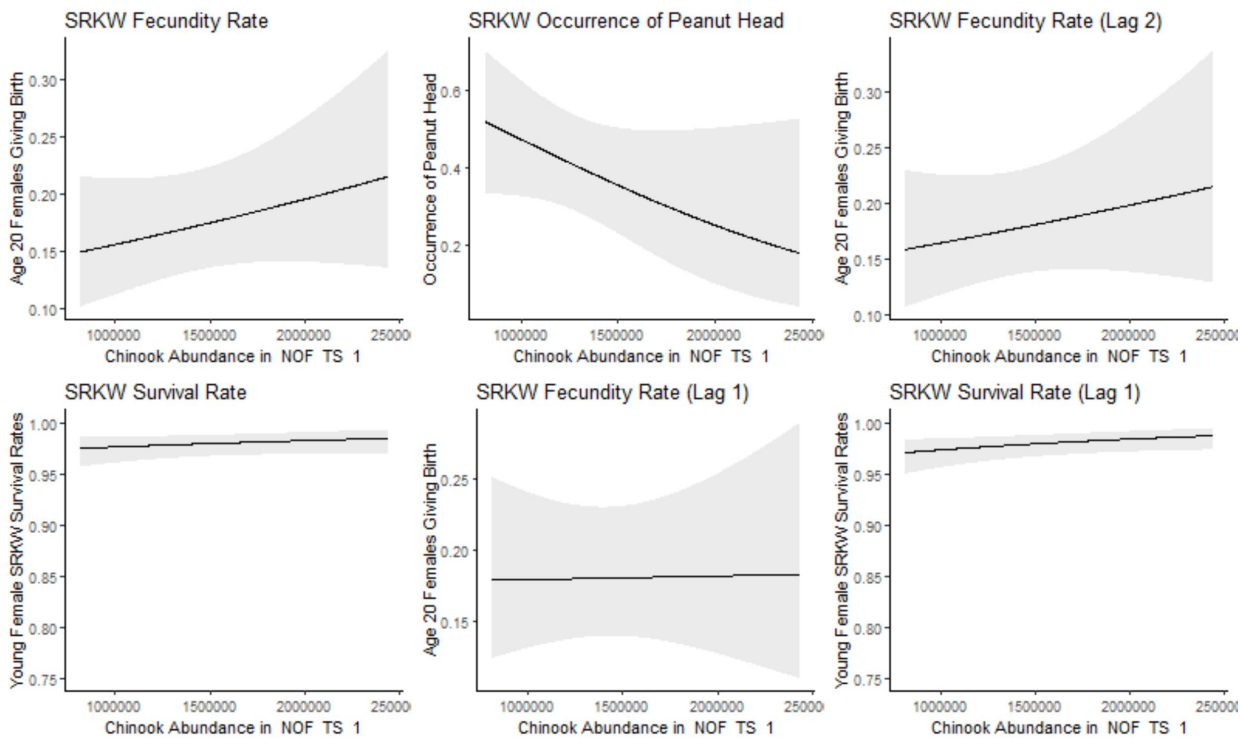 SRKW Fecundity Rate
Age 20 Females Giving Birth
0.30
0.25
0.20
0.15
0.10
1000000 1500000 2000000 25000
Chinook Abundance in NOF TS 1
SRKW Occurrence of Peanut Head
Occurrence of Peanut Head
0.6
0.4
0.2
1000000 1500000 2000000 25000
Chinook Abundance in NOF TS 1
SRKW Fecundity Rate (Lag 2)
Age 20 Females Giving Birth
0.30
0.25
0.20
0.15
0.10
1000000 1500000 2000000 25000
Chinook Abundance in NOF TS 1
SRKW Survival Rate
Young Female SRKW Survival Rates
1.00
0.95
0.90
0.85
0.80
0.75
1000000 1500000 2000000 25000
Chinook Abundance in NOF TS 1
SRKW Fecundity Rate (Lag 1)
Age 20 Females Giving Birth
0.25
0.20
0.15
1000000 1500000 2000000 25000
Chinook Abundance in NOF TS 1
SRKW Survival Rate (Lag 1)
Young Female SRKW Survival Rates
1.00
0.95
0.90
0.85
0.80
0.75
1000000 1500000 2000000 25000
Chinook Abundance in NOF TS 1